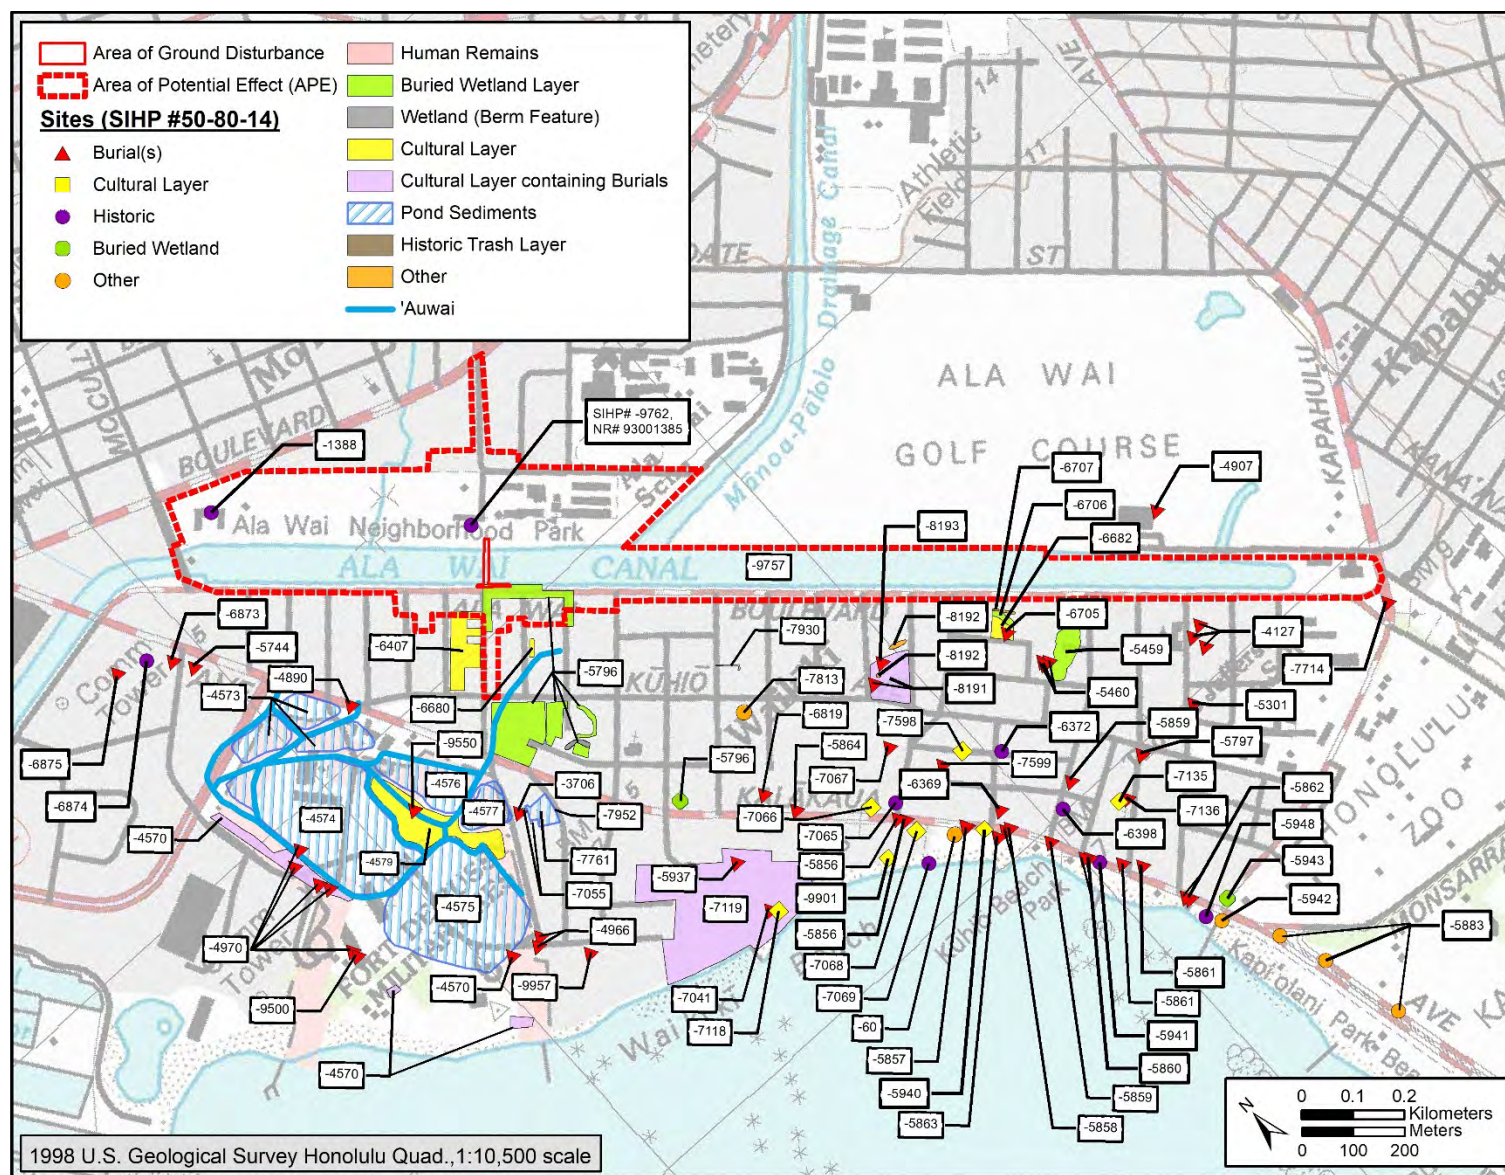 Area of Ground Disturbance
Area of Potential Effect (APE)
Sites (SIHP #50-80-14)
Burial(s)
Cultural Layer
Historic
Buried Wetland
Other
Human Remains
Buried Wetland Layer
Wetland (Berm Feature)
Cultural Layer
Cultural Layer containing Burials
Pond Sediments
Historic Trash Layer
Other
'Auwai
AVE
14
11
Athletic
Field
Mānoa-Pālolo Drainage Canal
DATE
ST
Kapahulu
KAPAHULU
ALA WAI
GOLF COURSE
MCCULLY
BOULEVARD
-1388
SIHP# -9762,
NR# 93001385
Ala Wai Neighborhood Park
ALA WAI CANAL
-9757
BOULEVARD
-6707
-4907
-6706
-6682
-8193
-6873
-5744
-6407
-7930
-8192
-6705
-4127
-5459
-7714
-4890
-4573
-6680
-5796
KŪHIŌ
-7813
-8192
-8191
-5460
-5301
-6875
-6874
-9550
-6819
-7598
-6372
-5859
-5797
-5864
-7067
-7599
-4576
-3706
-5796
-6369
-7135
-4577
-7952
-7066
-7136
-5862
-4574
-4570
-7065
-6398
-5948
HONOLULU
ZOO
-4579
-7761
-5856
-5943
-5937
-7055
-9901
-5942
-4575
-7119
-5856
-5883
-4970
-4966
-7068
-5861
Kūhiō Beach
Park
-4570
-9957
-7041
-7069
-5861
-9500
-7118
-60
-5941
Kapi'olani Park Beach
AVE
-5857
-5860
-4570
-5940
-5859
-5863
-5858
N
0 0.1 0.2
Kilometers
Meters
0 100 200
1998 U.S. Geological Survey Honolulu Quad.,1:10,500 scale